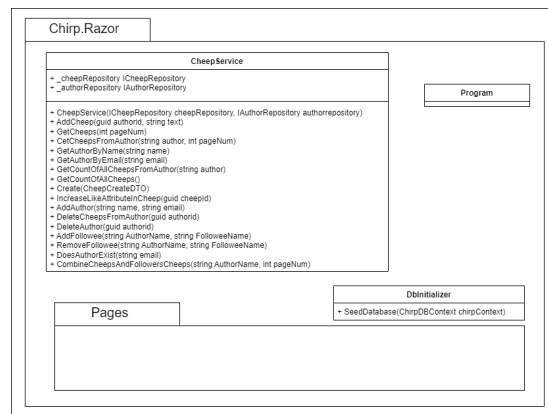 Chirp.Razor
CheepService
+ _cheepRepository ICheepRepository
+ _authorRepository IAuthorRepository
+ CheepService(ICheepRepository cheepRepository, IAuthorRepository authorrepository)
+ AddCheep(guid authorid, string text)
+ GetCheeps(int pageNum)
+ CetCheepsFromAuthor(string author, int pageNum)
+ GetAuthorByName(string name)
+ GetAuthorByEmail(string email)
+ GetCountOfAllCheepsFromAuthor(string author)
+ GetCountOfAllCheeps()
+ Create(CheepCreateDTO)
+ IncreaseLikeAttributeInCheep(guid cheepId)
+ AddAuthor(string name, string email)
+ DeleteCheepsFromAuthor(guid authorid)
+ DeleteAuthor(guid authorid)
+ AddFollowee(string AuthorName, string FolloweeName)
+ RemoveFollowee(string AuthorName, string FolloweeName)
+ DoesAuthorExist(string email)
+ CombineCheepsAndFollowersCheeps(string AuthorName, int pageNum)
Program
DbInitializer
+ SeedDatabase(ChirpDBContext chirpContext)
Pages